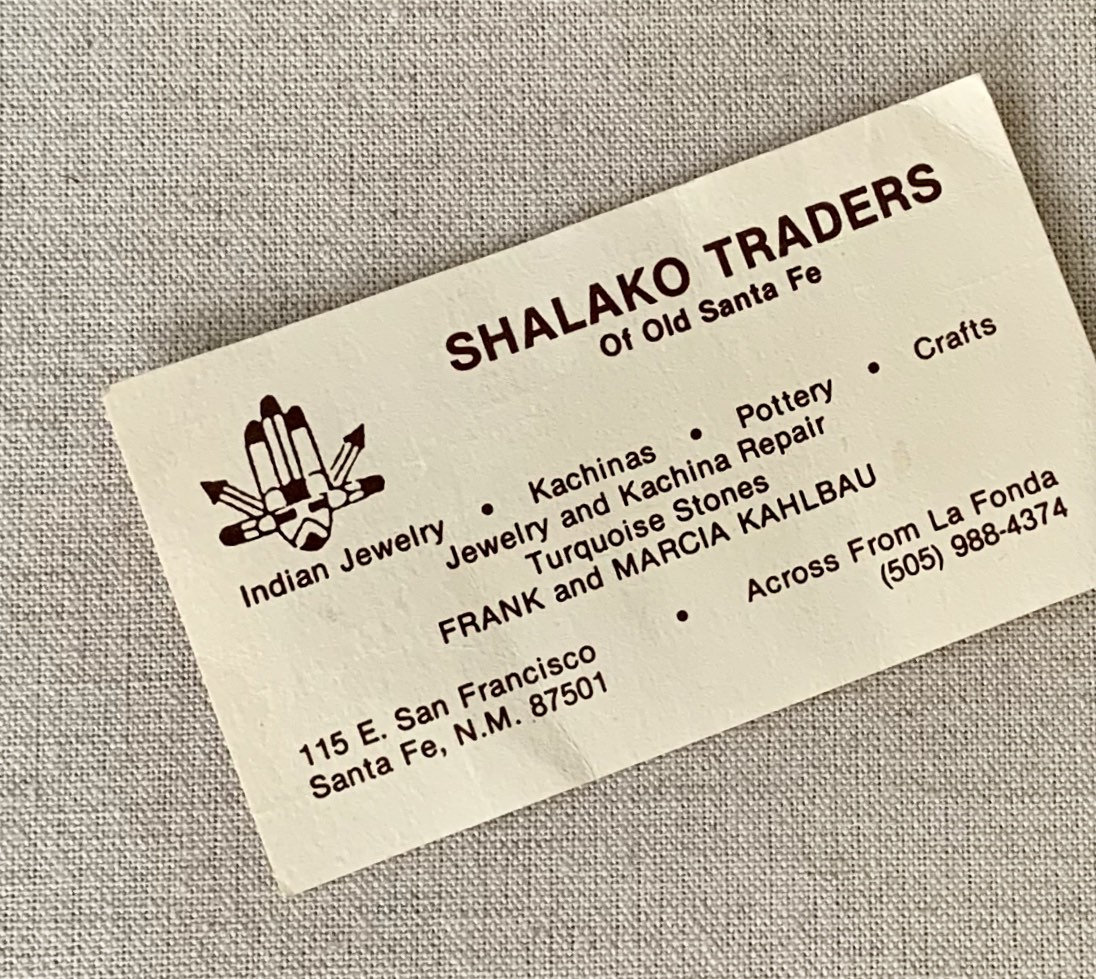 SHALAKO TRADERS
Of Old Santa Fe
Indian Jewelry • Kachinas • Pottery • Crafts
Jewelry and Kachina Repair
Turquoise Stones
FRANK and MARCIA KAHLBAU
115 E. San Francisco • Across From La Fonda
Santa Fe, N.M. 87501 (505) 988-4374